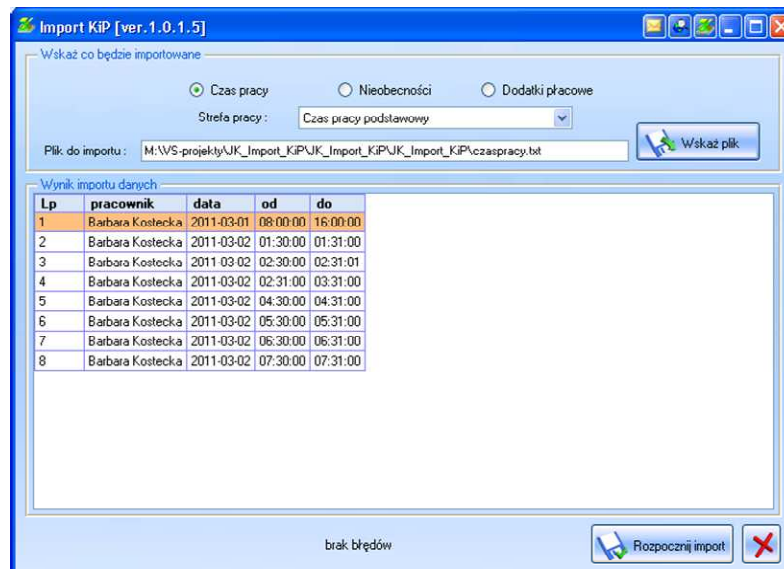 Import KiP [ver.1.0.1.5]
Wskaż co będzie importowane
Czas pracy Nieobecności Dodatki płacowe
Strefa pracy : Czas pracy podstawowy
Plik do importu : M:\VS-projekty\JK_Import_KiP\JK_Import_KiP\JK_Import_KiP\czaspracy.txt Wskaż plik
Wynik importu danych
Lp pracownik data od do
1 Barbara Kostecka 2011-03-01 08:00:00 16:00:00
2 Barbara Kostecka 2011-03-02 01:30:00 01:31:00
3 Barbara Kostecka 2011-03-02 02:30:00 02:31:01
4 Barbara Kostecka 2011-03-02 02:31:00 03:31:00
5 Barbara Kostecka 2011-03-02 04:30:00 04:31:00
6 Barbara Kostecka 2011-03-02 05:30:00 05:31:00
7 Barbara Kostecka 2011-03-02 06:30:00 06:31:00
8 Barbara Kostecka 2011-03-02 07:30:00 07:31:00
brak błędów Rozpocznij import